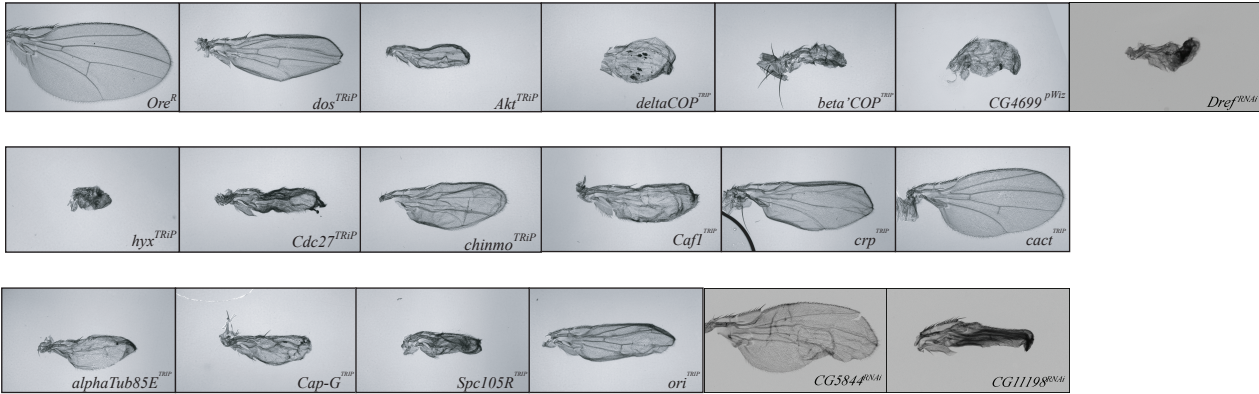 Ore^R dos^TRiP Akt^TRiP deltaCOP^TRiP beta'COP^TRiP CG4699^pWiz Dref^RNAi
hyx^TRiP Cdc27^TRiP chinmo^TRiP Caf1^TRiP crp^TRiP cact^TRiP
alphaTub85E^TRiP Cap-G^TRiP Spc105R^TRiP ori^TRiP CG5844^RNAi CG11198^RNAi